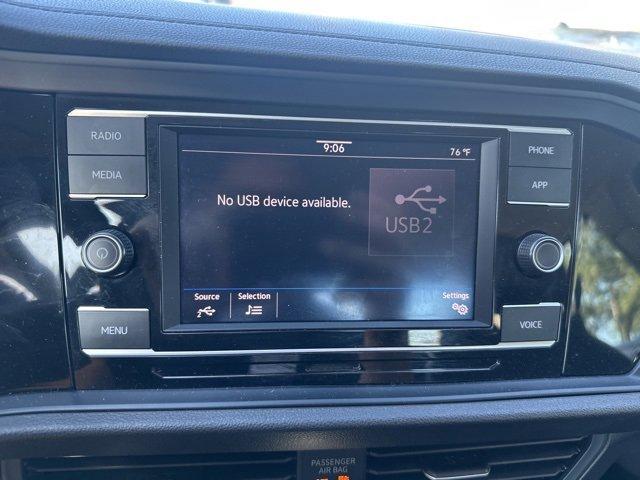 RADIO
MEDIA
9:06
76 °F
No USB device available.
USB2
PHONE
APP
Source
Selection
Settings
2
MENU
VOICE
PASSENGER
AIR BAG